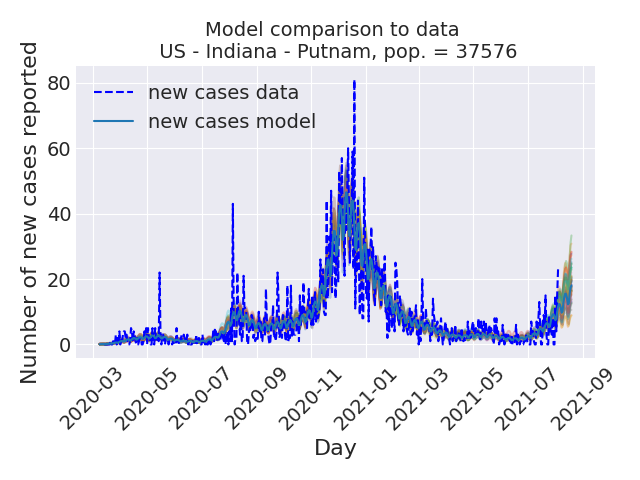 Model comparison to data
US - Indiana - Putnam, pop. = 37576
Number of new cases reported
80
60
40
20
0
new cases data
new cases model
2020-03
2020-05
2020-07
2020-09
2020-11
2021-01
2021-03
2021-05
2021-07
2021-09
Day